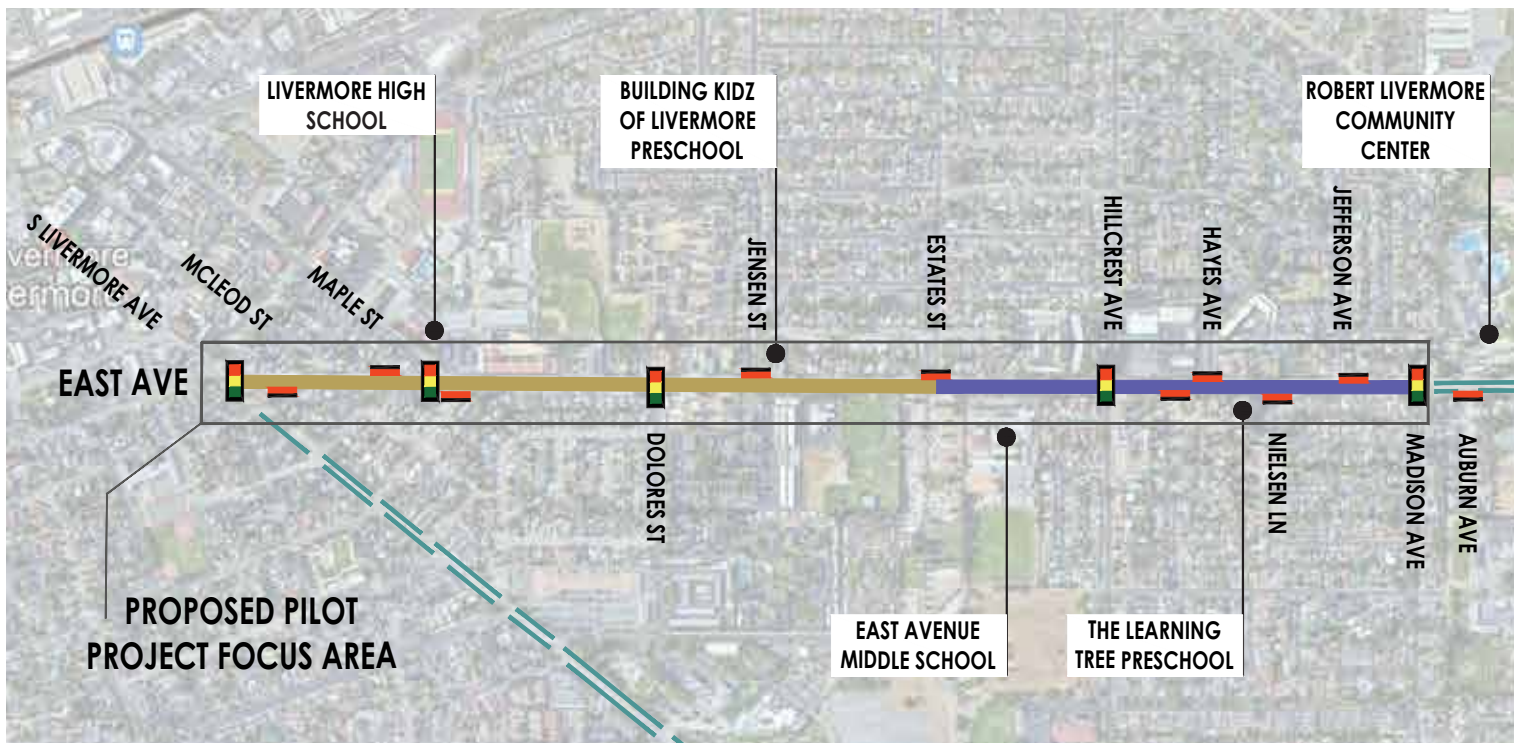 LIVERMORE HIGH
SCHOOL
BUILDING KIDZ
OF LIVERMORE
PRESCHOOL
ROBERT LIVERMORE
COMMUNITY
CENTER
S LIVERMORE AVE
MCLEOD ST
MAPLE ST
JENSEN ST
ESTATES ST
HILLCREST AVE
HAYES AVE
JEFFERSON AVE
EAST AVE
DOLORES ST
NIELSEN LN
MADISON AVE
AUBURN AVE
PROPOSED PILOT
PROJECT FOCUS AREA
EAST AVENUE
MIDDLE SCHOOL
THE LEARNING
TREE PRESCHOOL